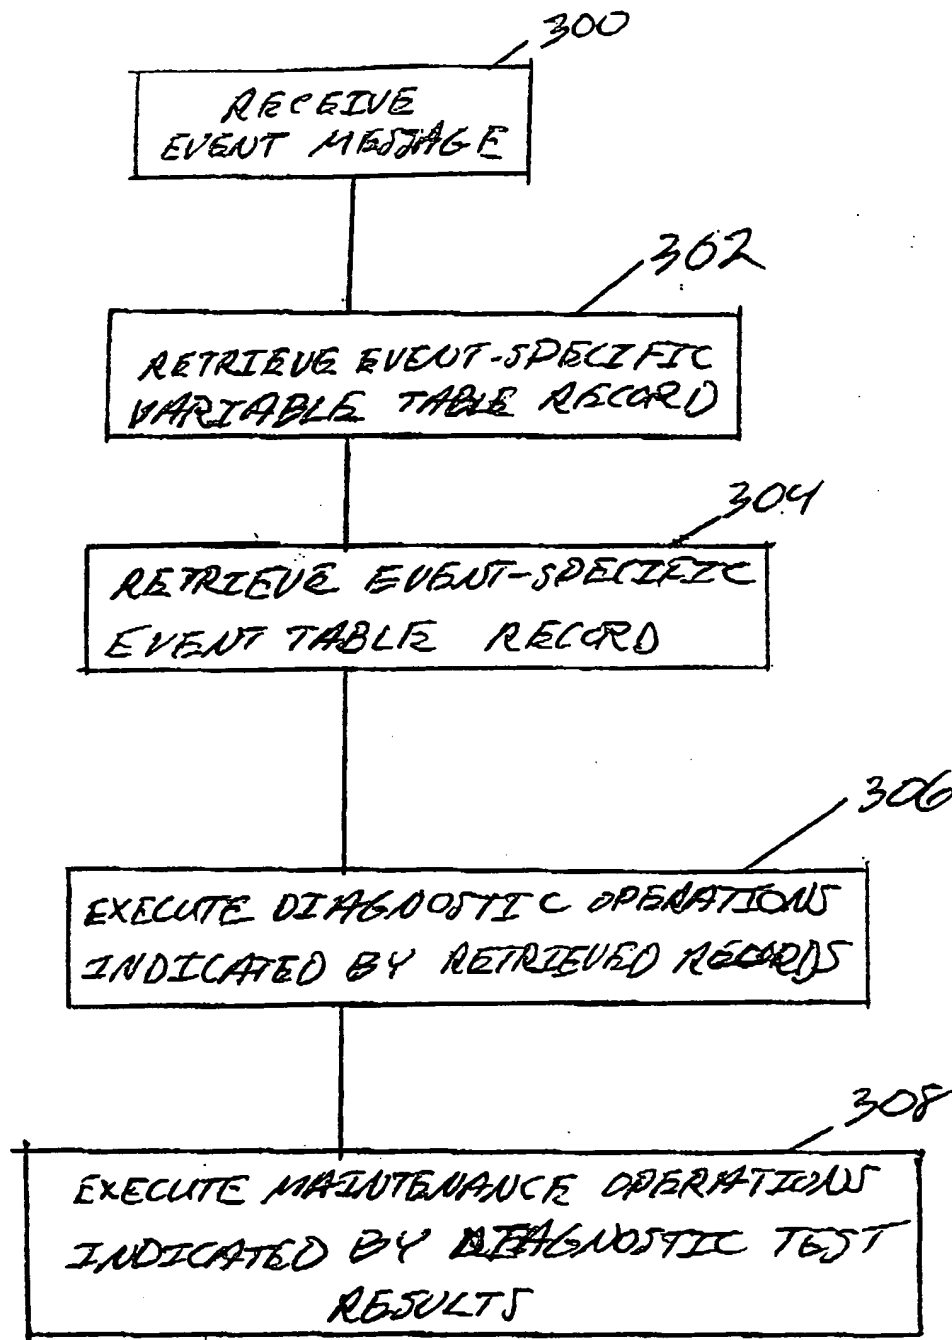 300
RECEIVE
EVENT MESSAGE
302
RETRIEVE EVENT-SPECIFIC
VARIABLE TABLE RECORD
304
RETRIEVE EVENT-SPECIFIC
EVENT TABLE RECORD
306
EXECUTE DIAGNOSTIC OPERATIONS
INDICATED BY RETRIEVED RECORDS
308
EXECUTE MAINTENANCE OPERATIONS
INDICATED BY DIAGNOSTIC TEST
RESULTS